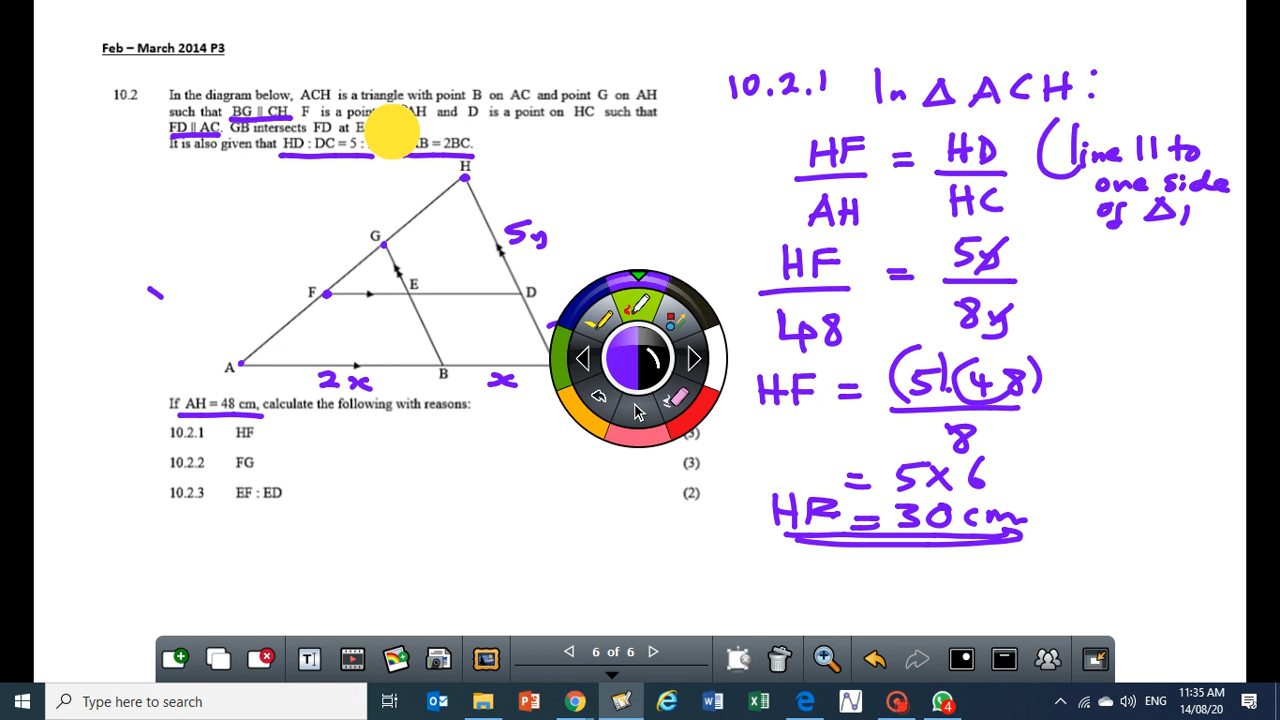 Feb – March 2014 P3
10.2 In the diagram below, ACH is a triangle with point B on AC and point G on AH
such that BG || CH. F is a point AH and D is a point on HC such that
FD || AC. GB intersects FD at E
It is also given that HD : DC = 5 : B = 2BC.
H
G
F
E
D
A
B
5y
2x
x
If AH = 48 cm, calculate the following with reasons:
10.2.1 HF (3)
10.2.2 FG (3)
10.2.3 EF : ED (2)
10.2.1 In △ ACH :
HF/AH = HD/HC (line || to
one side
of △)
HF/48 = 5y/8y
HF = (5).(48)/8
= 5 x 6
HF = 30 cm
T
6 of 6
Type here to search
4
ENG
11:35 AM
14/08/20